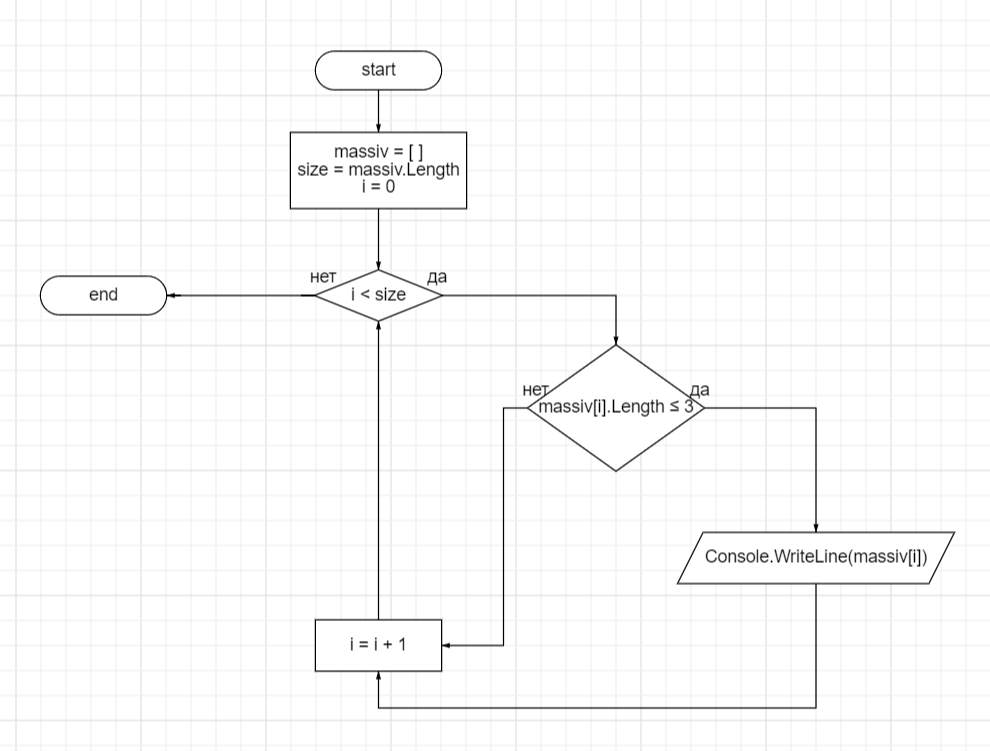 start
massiv = [ ]
size = massiv.Length
i = 0
нет
да
i < size
end
нет
да
massiv[i].Length ≤ 3
Console.WriteLine(massiv[i])
i = i + 1